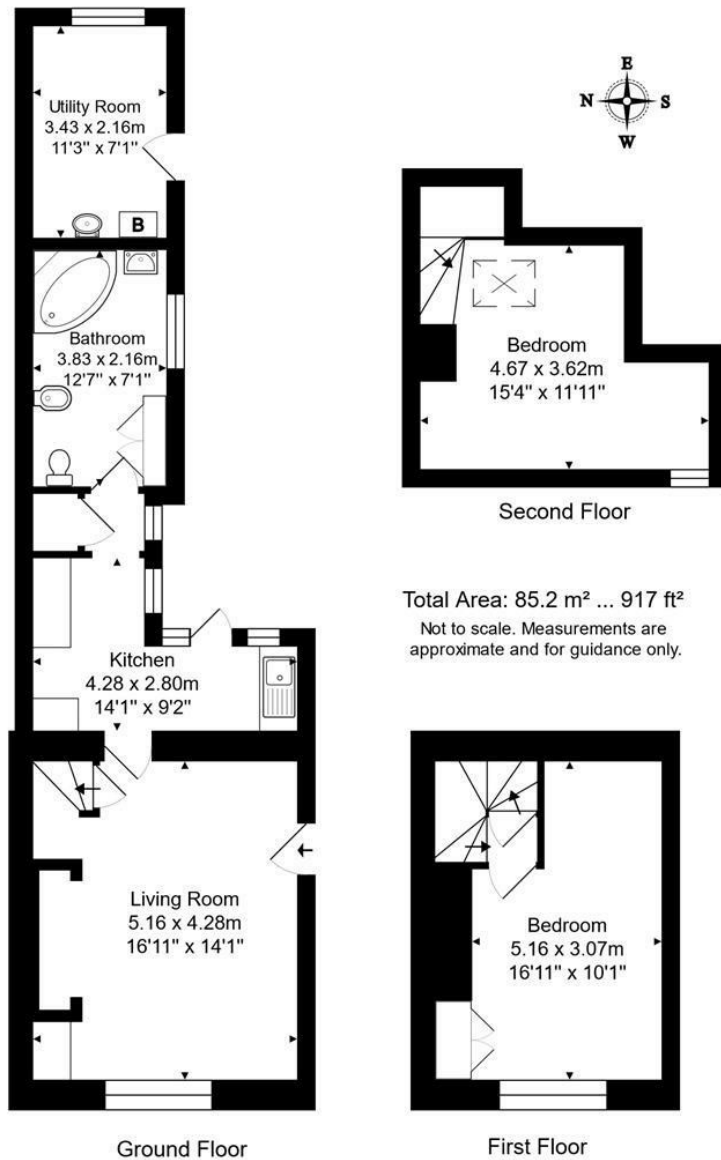 Utility Room
3.43 x 2.16m
11'3" x 7'1"
B
Bathroom
3.83 x 2.16m
12'7" x 7'1"
Kitchen
4.28 x 2.80m
14'1" x 9'2"
Living Room
5.16 x 4.28m
16'11" x 14'1"
Ground Floor
E
N S
W
Bedroom
4.67 x 3.62m
15'4" x 11'11"
Second Floor
Total Area: 85.2 m² ... 917 ft²
Not to scale. Measurements are
approximate and for guidance only.
Bedroom
5.16 x 3.07m
16'11" x 10'1"
First Floor